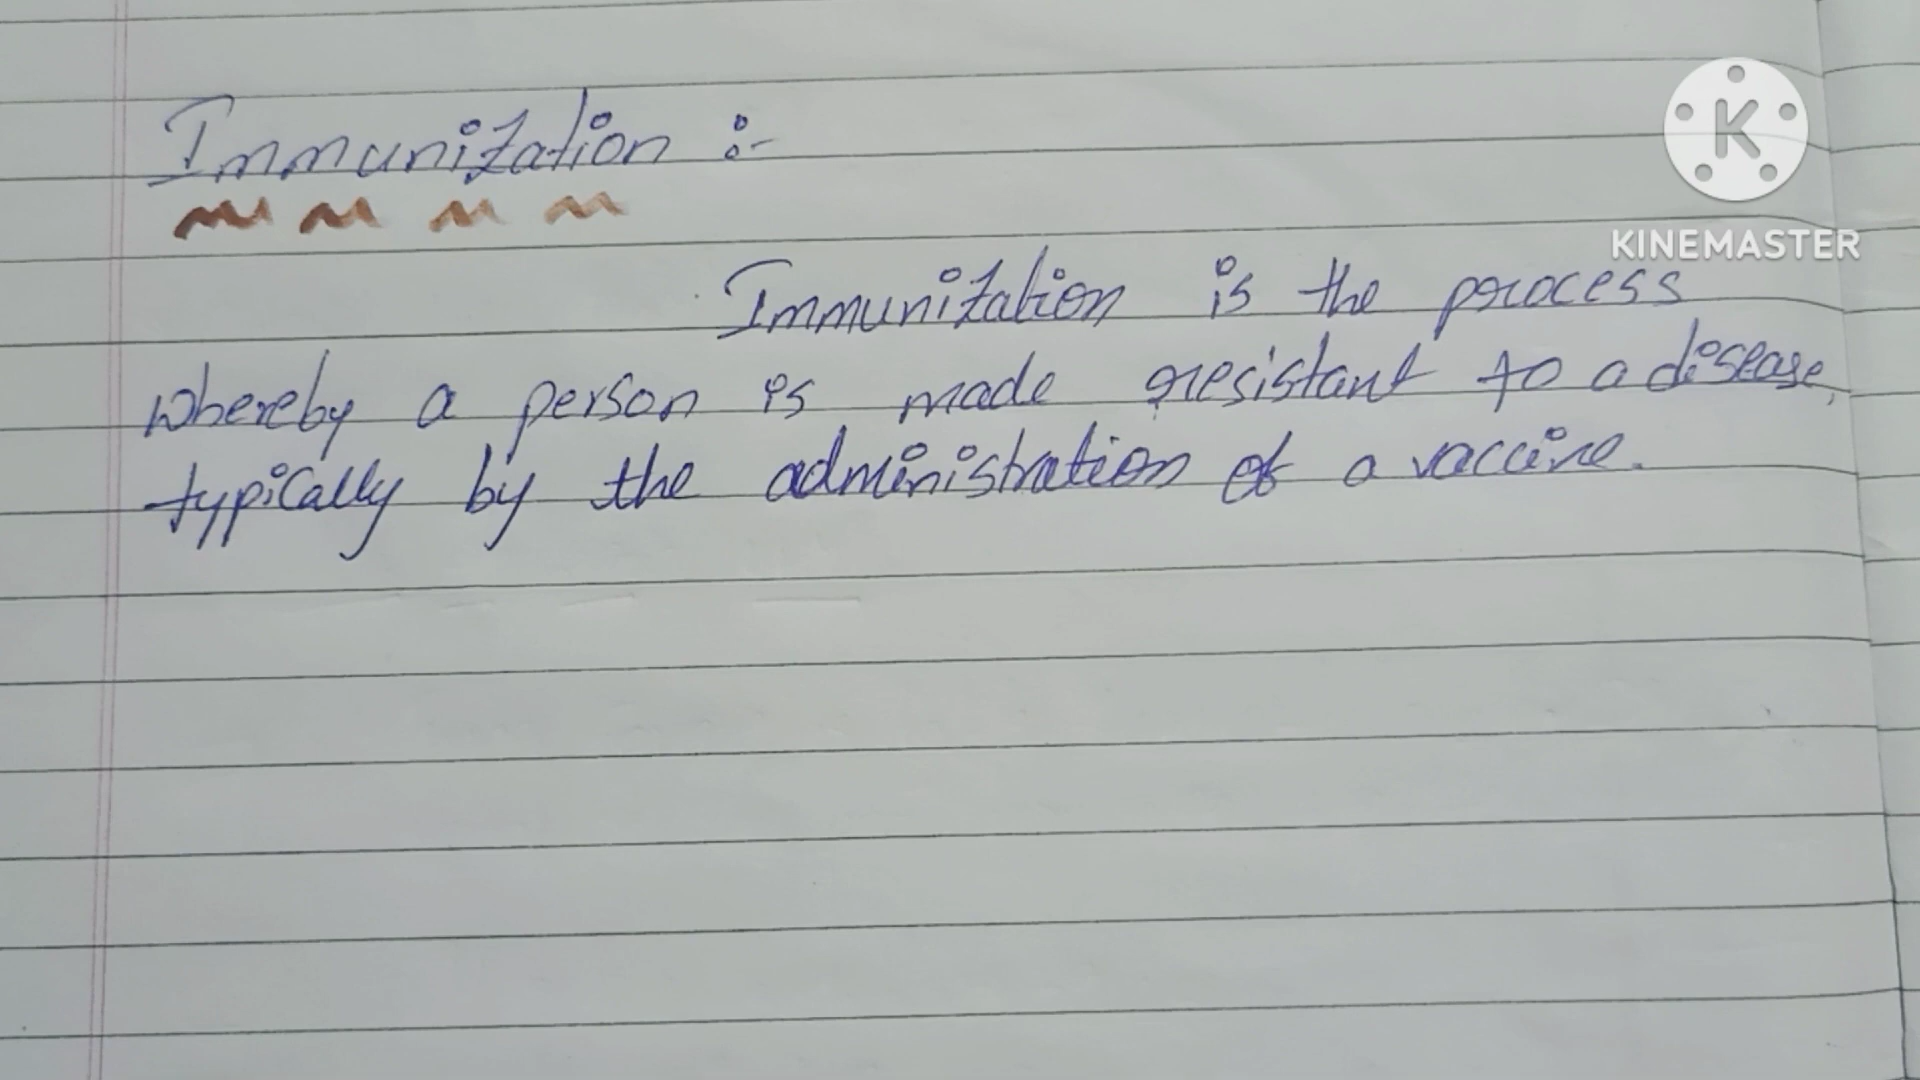 Immunization :-
K
KINEMASTER
Immunization is the process
whereby a person is made resistant to a disease,
typically by the administration of a vaccine.